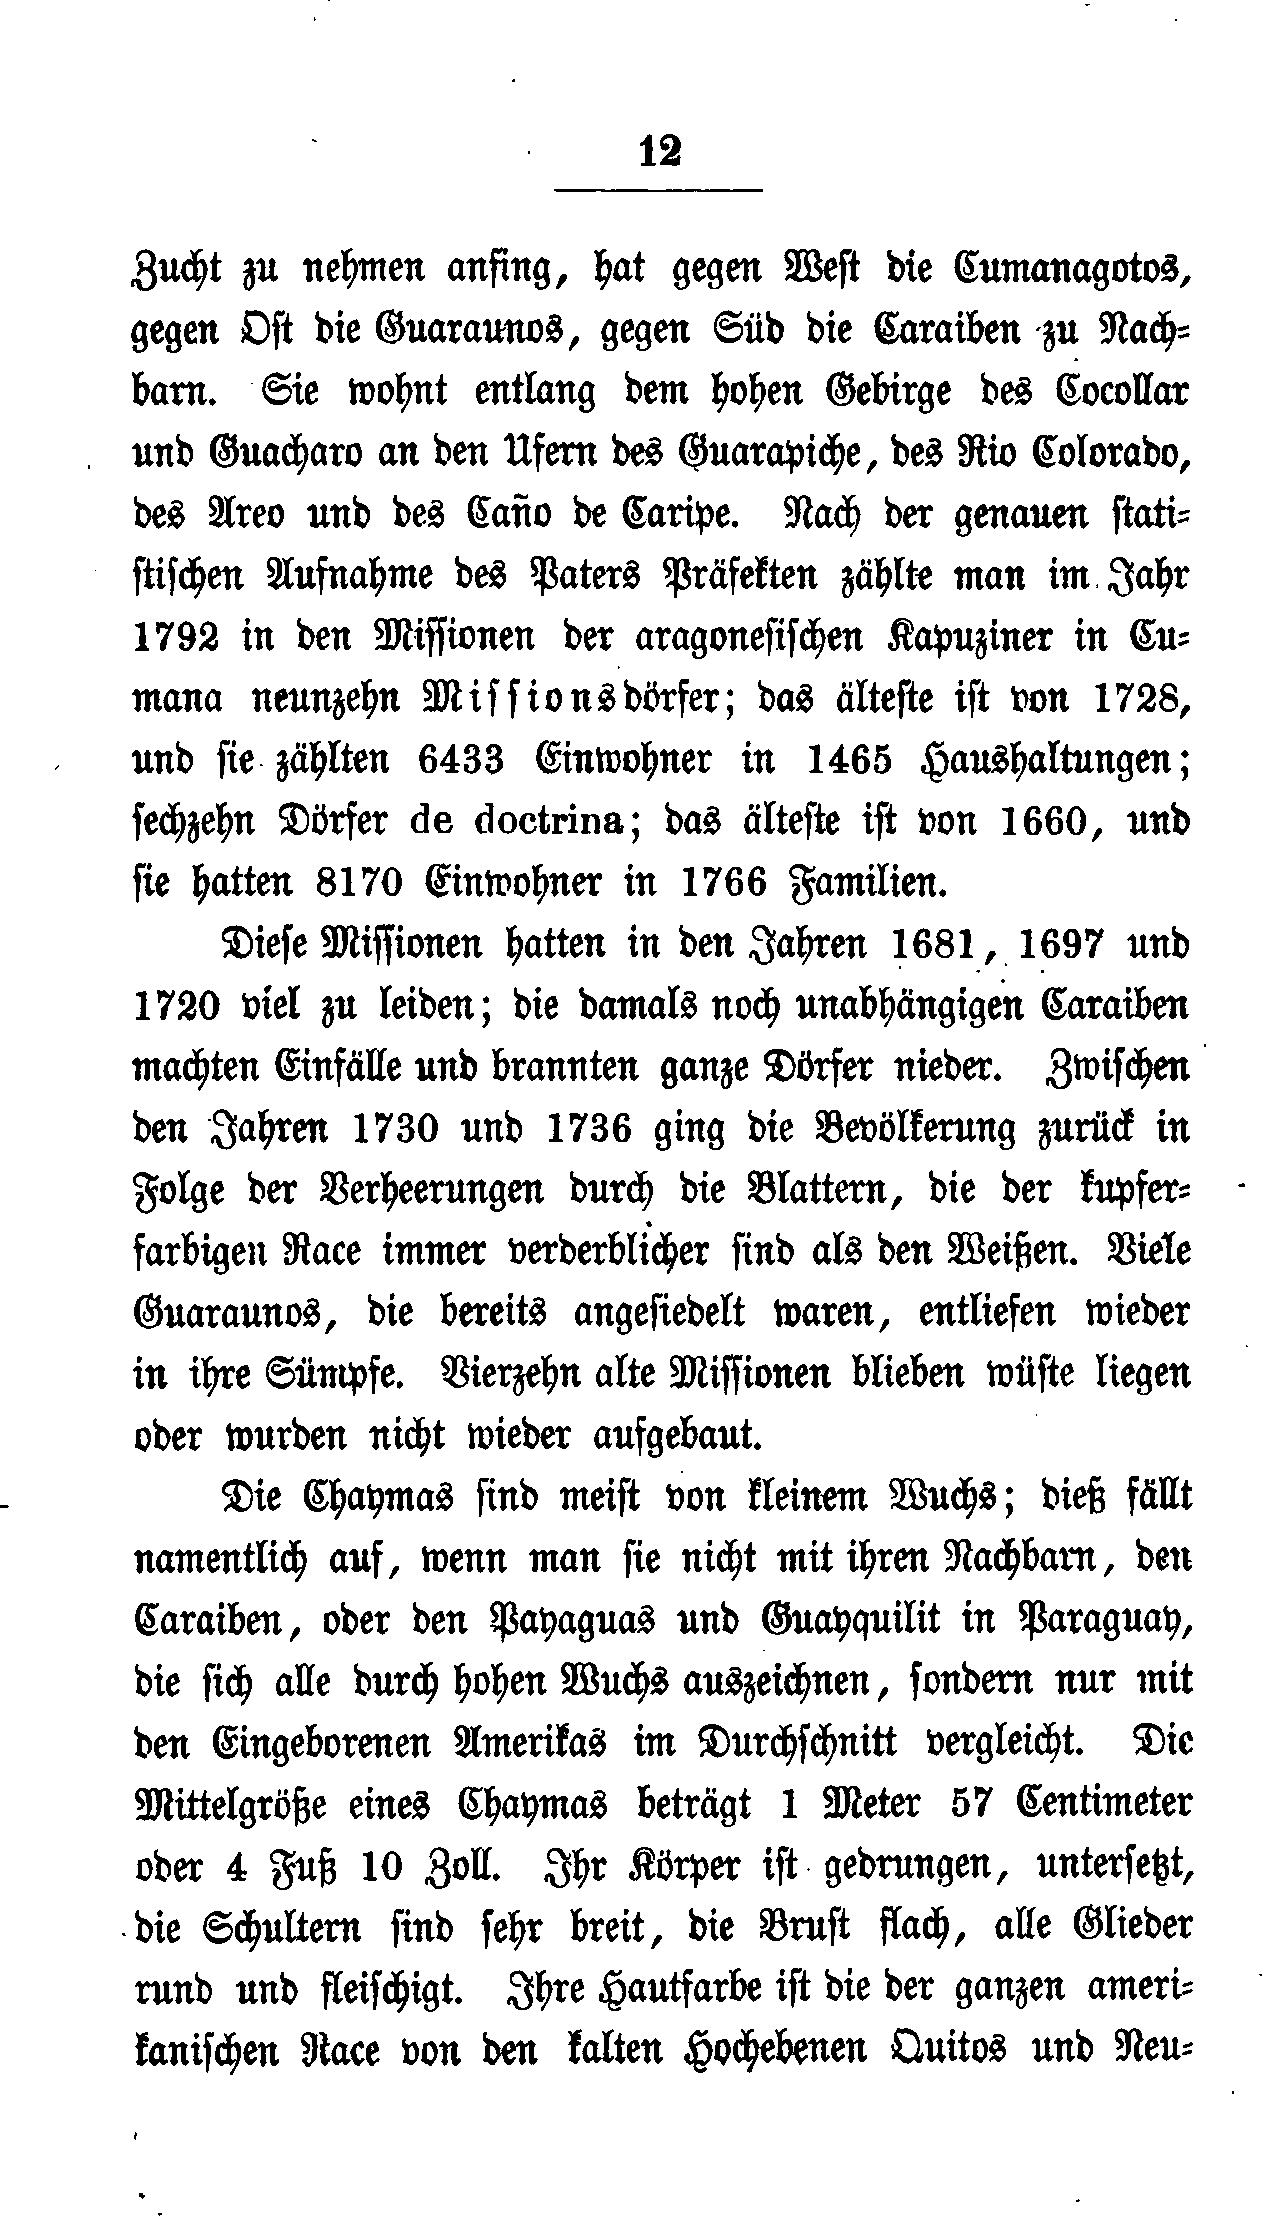 12
Zucht zu nehmen anfing, hat gegen West die Cumanagotos,
gegen Ost die Guaraunos, gegen Süd die Caraiben zu Nach-
barn. Sie wohnt entlang dem hohen Gebirge des Cocollar
und Guacharo an den Ufern des Guarapiche, des Rio Colorado,
des Areo und des Caño de Caripe. Nach der genauen stati-
stischen Aufnahme des Paters Präfekten zählte man im Jahr
1792 in den Missionen der aragonesischen Kapuziner in Cu-
mana neunzehn Missionsdörfer; das älteste ist von 1728,
und sie zählten 6433 Einwohner in 1465 Haushaltungen;
sechzehn Dörfer de doctrina; das älteste ist von 1660, und
sie hatten 8170 Einwohner in 1766 Familien.
Diese Missionen hatten in den Jahren 1681, 1697 und
1720 viel zu leiden; die damals noch unabhängigen Caraiben
machten Einfälle und brannten ganze Dörfer nieder. Zwischen
den Jahren 1730 und 1736 ging die Bevölkerung zurück in
Folge der Verheerungen durch die Blattern, die der kupfer-
farbigen Race immer verderblicher sind als den Weißen. Viele
Guaraunos, die bereits angesiedelt waren, entliefen wieder
in ihre Sümpfe. Vierzehn alte Missionen blieben wüste liegen
oder wurden nicht wieder aufgebaut.
Die Chaymas sind meist von kleinem Wuchs; dieß fällt
namentlich auf, wenn man sie nicht mit ihren Nachbarn, den
Caraiben, oder den Payaguas und Guayquilit in Paraguay,
die sich alle durch hohen Wuchs auszeichnen, sondern nur mit
den Eingeborenen Amerikas im Durchschnitt vergleicht. Die
Mittelgröße eines Chaymas beträgt 1 Meter 57 Centimeter
oder 4 Fuß 10 Zoll. Ihr Körper ist gedrungen, untersetzt,
die Schultern sind sehr breit, die Brust flach, alle Glieder
rund und fleischigt. Ihre Hautfarbe ist die der ganzen ameri-
kanischen Race von den kalten Hochebenen Quitos und Neu-